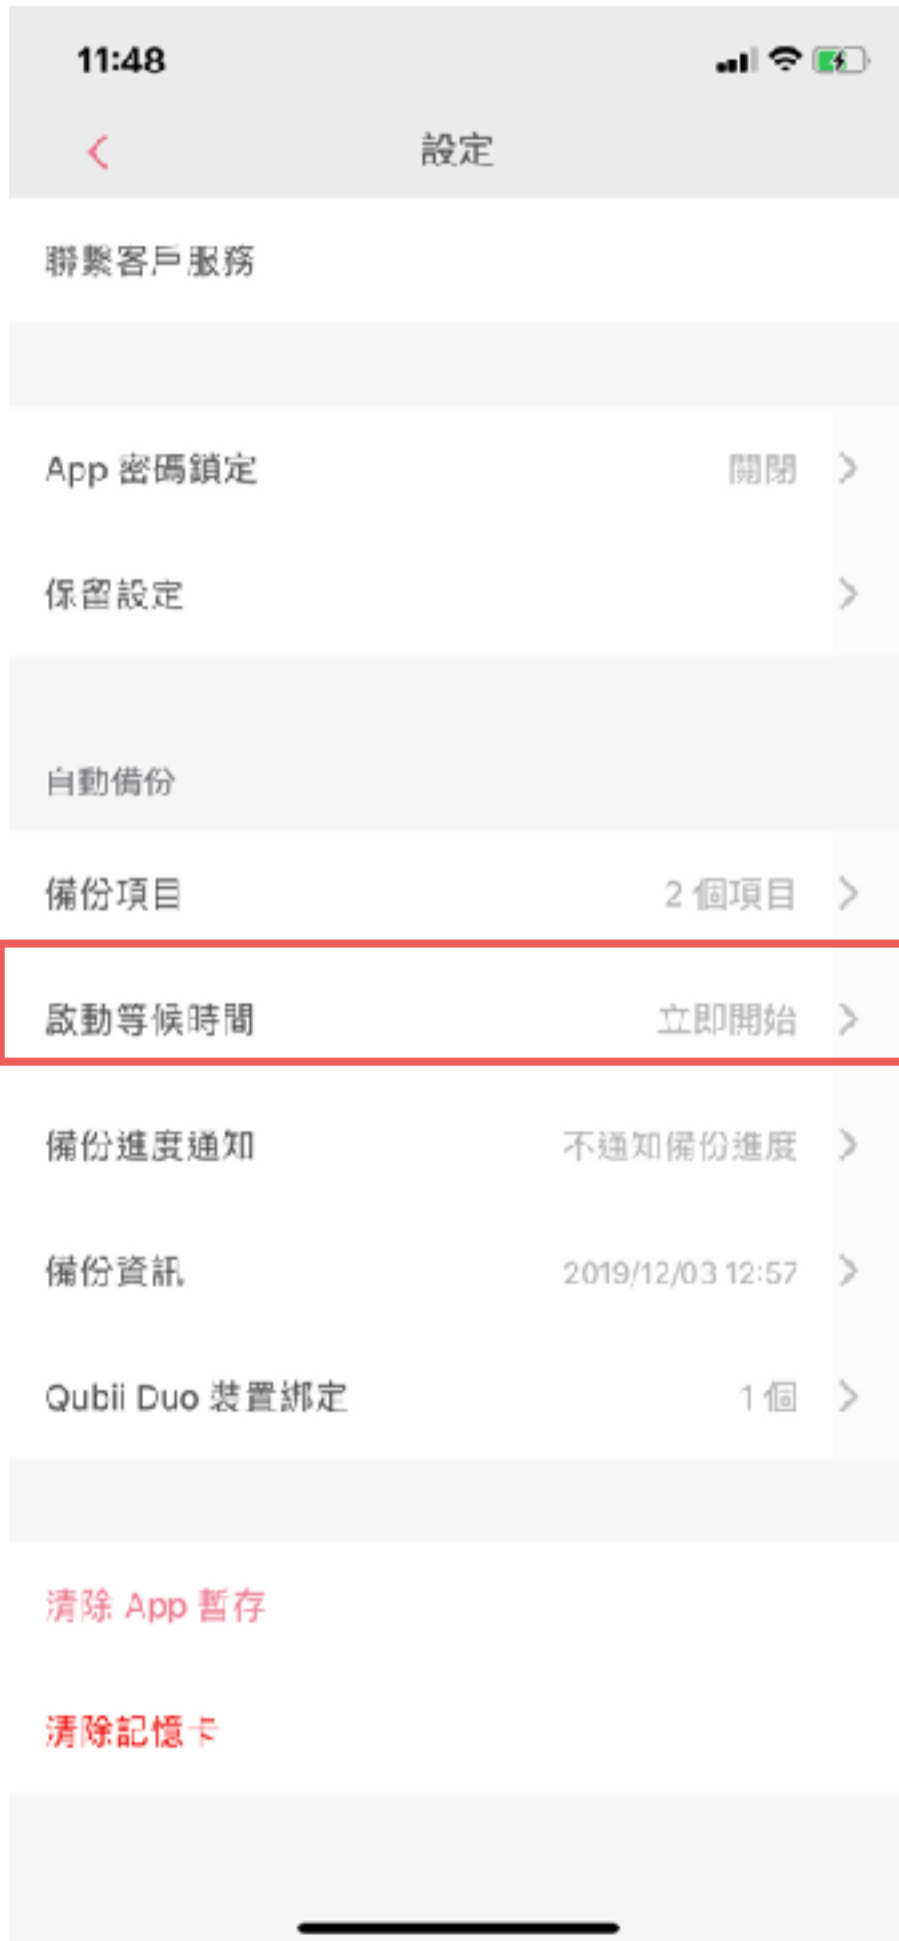 11:48
設定
聯繫客戶服務
App 密碼鎖定 關閉
保留設定
自動備份
備份項目 2 個項目
啟動等候時間 立即開始
備份進度通知 不通知備份進度
備份資訊 2019/12/03 12:57
Qubii Duo 裝置綁定 1 個
清除 App 暫存
清除記憶卡